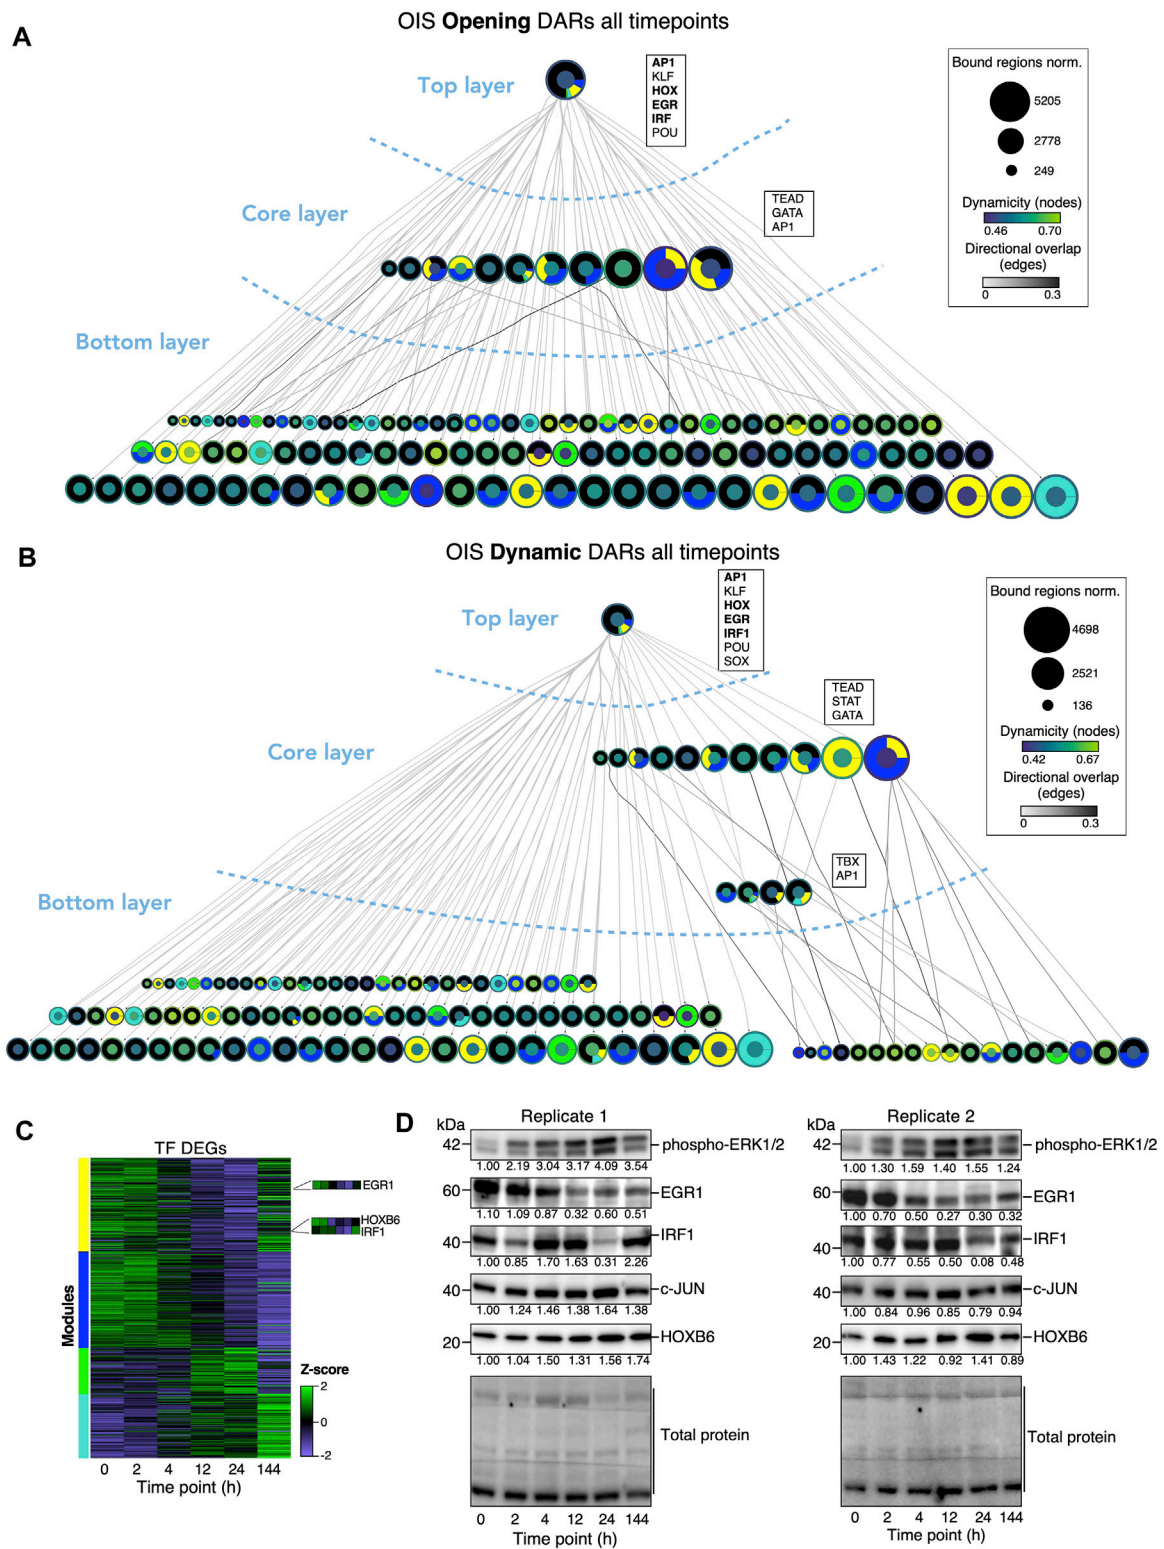 A
OIS Opening DARs all timepoints
Top layer
AP1
KLF
HOX
EGR
IRF
POU
Bound regions norm.
5205
2778
249
Dynamicity (nodes)
0.46 0.70
Directional overlap
(edges)
0 0.3
Core layer
TEAD
GATA
AP1
Bottom layer
B
OIS Dynamic DARs all timepoints
Top layer
AP1
KLF
HOX
EGR
IRF1
POU
SOX
Bound regions norm.
4698
2521
136
Dynamicity (nodes)
0.42 0.67
Directional overlap
(edges)
0 0.3
Core layer
TEAD
STAT
GATA
TBX
AP1
Bottom layer
C
TF DEGs
EGR1
HOXB6
IRF1
Modules
Z-score
2
0
-2
0 2 4 12 24 144
Time point (h)
D
Replicate 1
kDa
42
phospho-ERK1/2
1.00 2.19 3.04 3.17 4.09 3.54
60
EGR1
1.10 1.09 0.87 0.32 0.60 0.51
40
IRF1
1.00 0.85 1.70 1.63 0.31 2.26
40
c-JUN
1.00 1.24 1.46 1.38 1.64 1.38
20
HOXB6
1.00 1.04 1.50 1.31 1.56 1.74
Total protein
0 2 4 12 24 144
Time point (h)
Replicate 2
kDa
42
phospho-ERK1/2
1.00 1.30 1.59 1.40 1.55 1.24
60
EGR1
1.00 0.70 0.50 0.27 0.30 0.32
40
IRF1
1.00 0.77 0.55 0.50 0.08 0.48
40
c-JUN
1.00 0.84 0.96 0.85 0.79 0.94
20
HOXB6
1.00 1.43 1.22 0.92 1.41 0.89
Total protein
0 2 4 12 24 144
Time point (h)